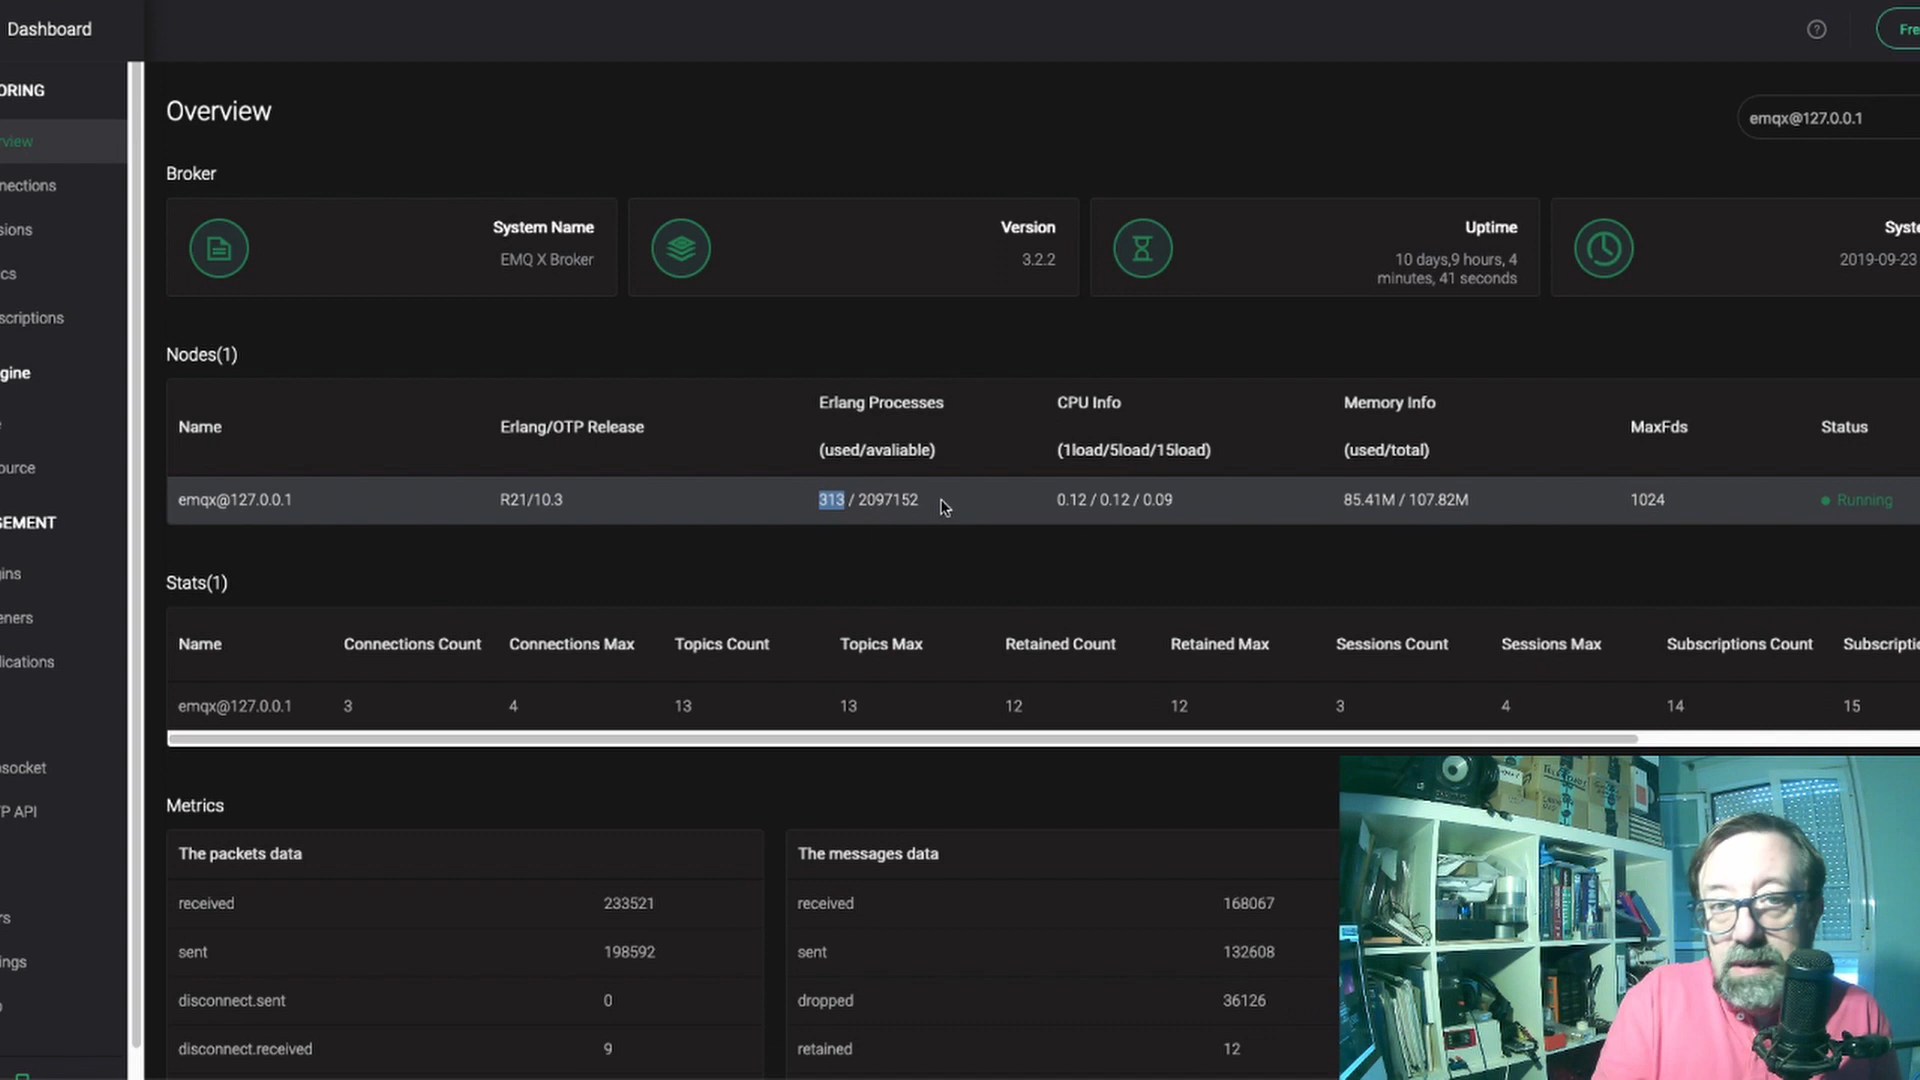 Dashboard
Fre
ORING
Overview
emqx@127.0.0.1
rview
nections
Broker
sions
System Name
EMQ X Broker
Version
3.2.2
Uptime
10 days,9 hours, 4
minutes, 41 seconds
Syste
2019-09-23
cs
scriptions
Nodes(1)
gine
Name
Erlang/OTP Release
Erlang Processes
(used/avaliable)
CPU Info
(1load/5load/15load)
Memory Info
(used/total)
MaxFds
Status
ource
emqx@127.0.0.1
R21/10.3
313 / 2097152
0.12 / 0.12 / 0.09
85.41M / 107.82M
1024
Running
GEMENT
gins
Stats(1)
eners
Name Connections Count Connections Max Topics Count Topics Max Retained Count Retained Max Sessions Count Sessions Max Subscriptions Count Subscriptio
lications
emqx@127.0.0.1 3 4 13 13 12 12 3 4 14 15
socket
Metrics
P API
The packets data
received 233521
sent 198592
disconnect.sent 0
disconnect.received 9
The messages data
received 168067
sent 132608
dropped 36126
retained 12
rs
ings